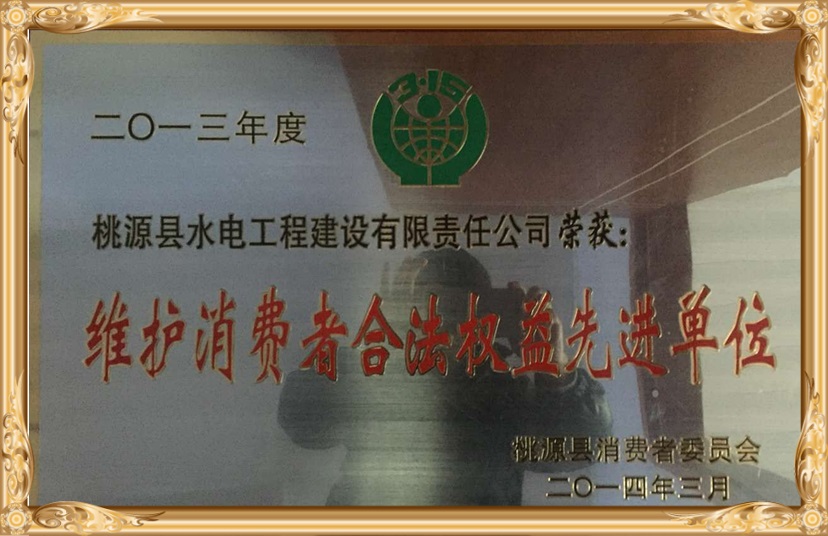 3·15
二〇一三年度
桃源县水电工程建设有限责任公司荣获：
维护消费者合法权益先进单位
桃源县消费者委员会
二〇一四年三月